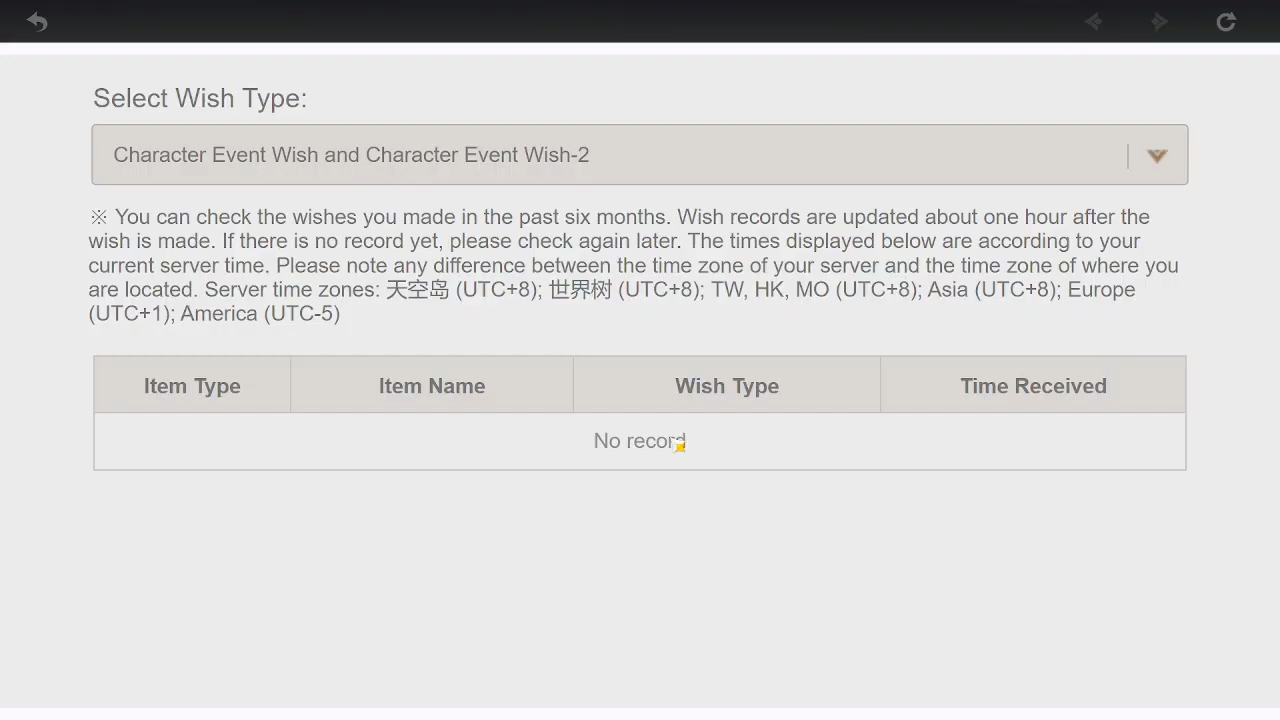 Select Wish Type:
Character Event Wish and Character Event Wish-2
※ You can check the wishes you made in the past six months. Wish records are updated about one hour after the
wish is made. If there is no record yet, please check again later. The times displayed below are according to your
current server time. Please note any difference between the time zone of your server and the time zone of where you
are located. Server time zones: 天空岛 (UTC+8); 世界树 (UTC+8); TW, HK, MO (UTC+8); Asia (UTC+8); Europe
(UTC+1); America (UTC-5)
Item Type Item Name Wish Type Time Received
No record